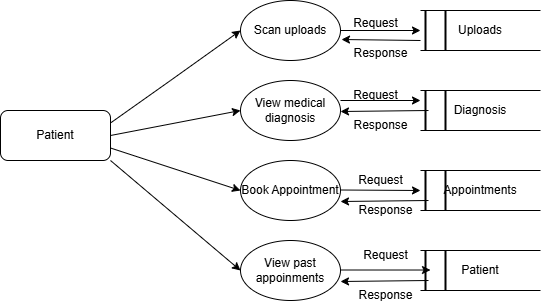 Patient
Scan uploads
Request
Response
Uploads
View medical
diagnosis
Request
Response
Diagnosis
Book Appointment
Request
Response
Appointments
View past
appoinments
Request
Response
Patient